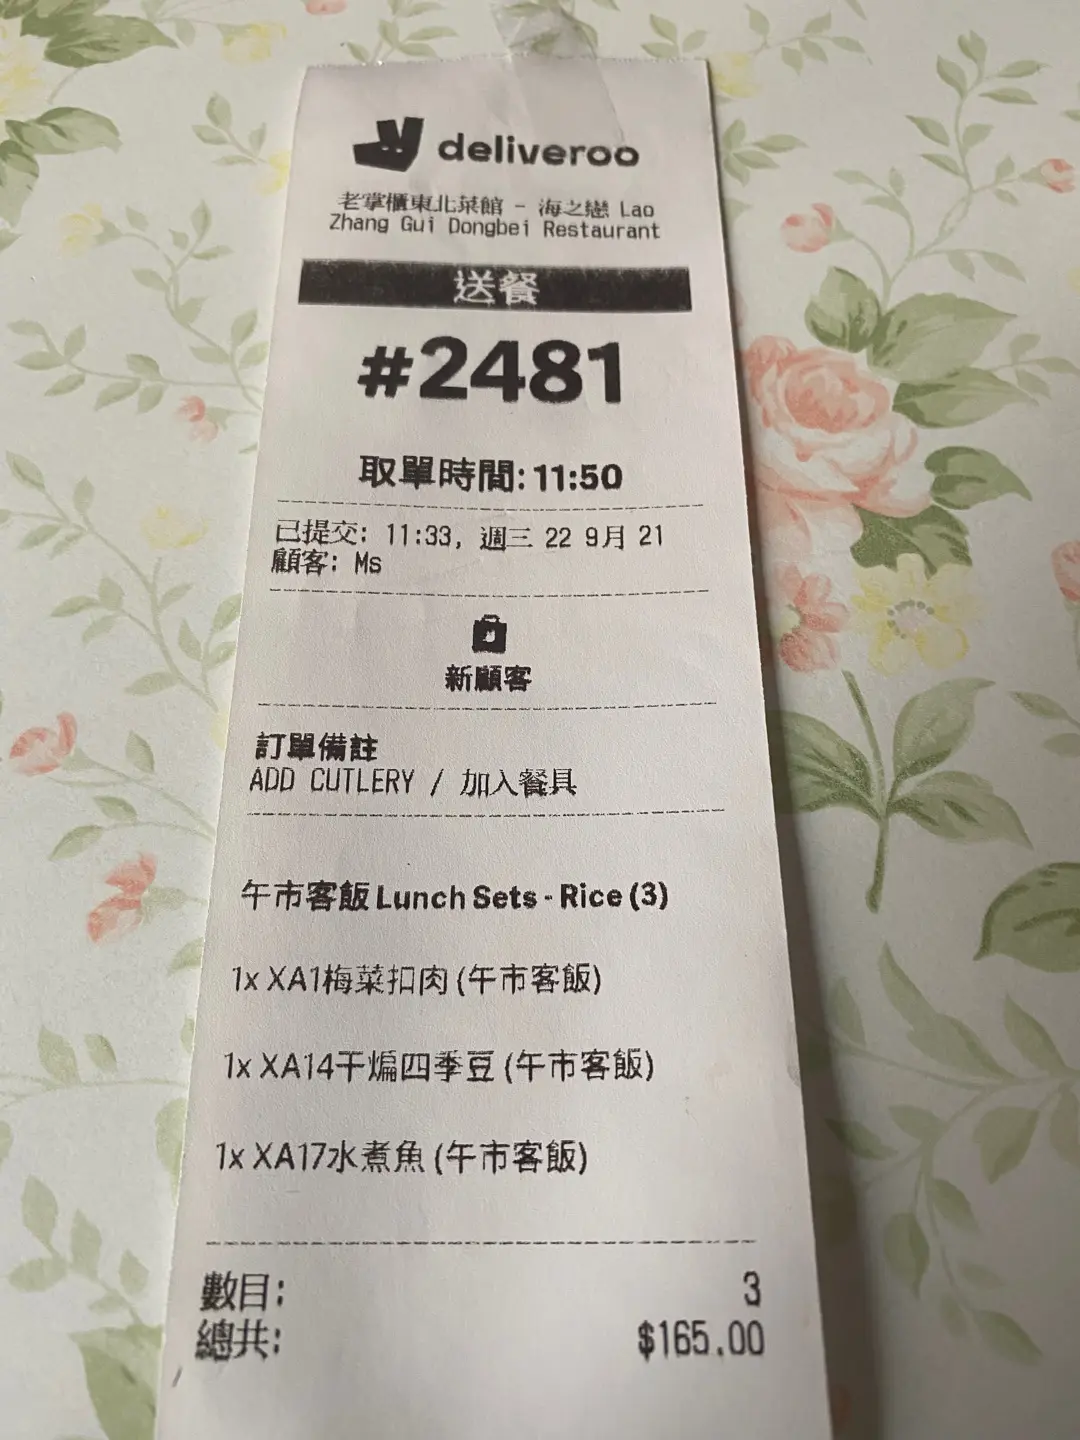 deliveroo
老掌櫃東北菜館 - 海之戀 Lao
Zhang Gui Dongbei Restaurant
送餐
#2481
取單時間: 11:50
已提交: 11:33, 週三 22 9月 21
顧客: Ms
新顧客
訂單備註
ADD CUTLERY / 加入餐具
午市客飯 Lunch Sets - Rice (3)
1x XA1梅菜扣肉 (午市客飯)
1x XA14干煸四季豆 (午市客飯)
1x XA17水煮魚 (午市客飯)
數目: 3
總共: $165.00